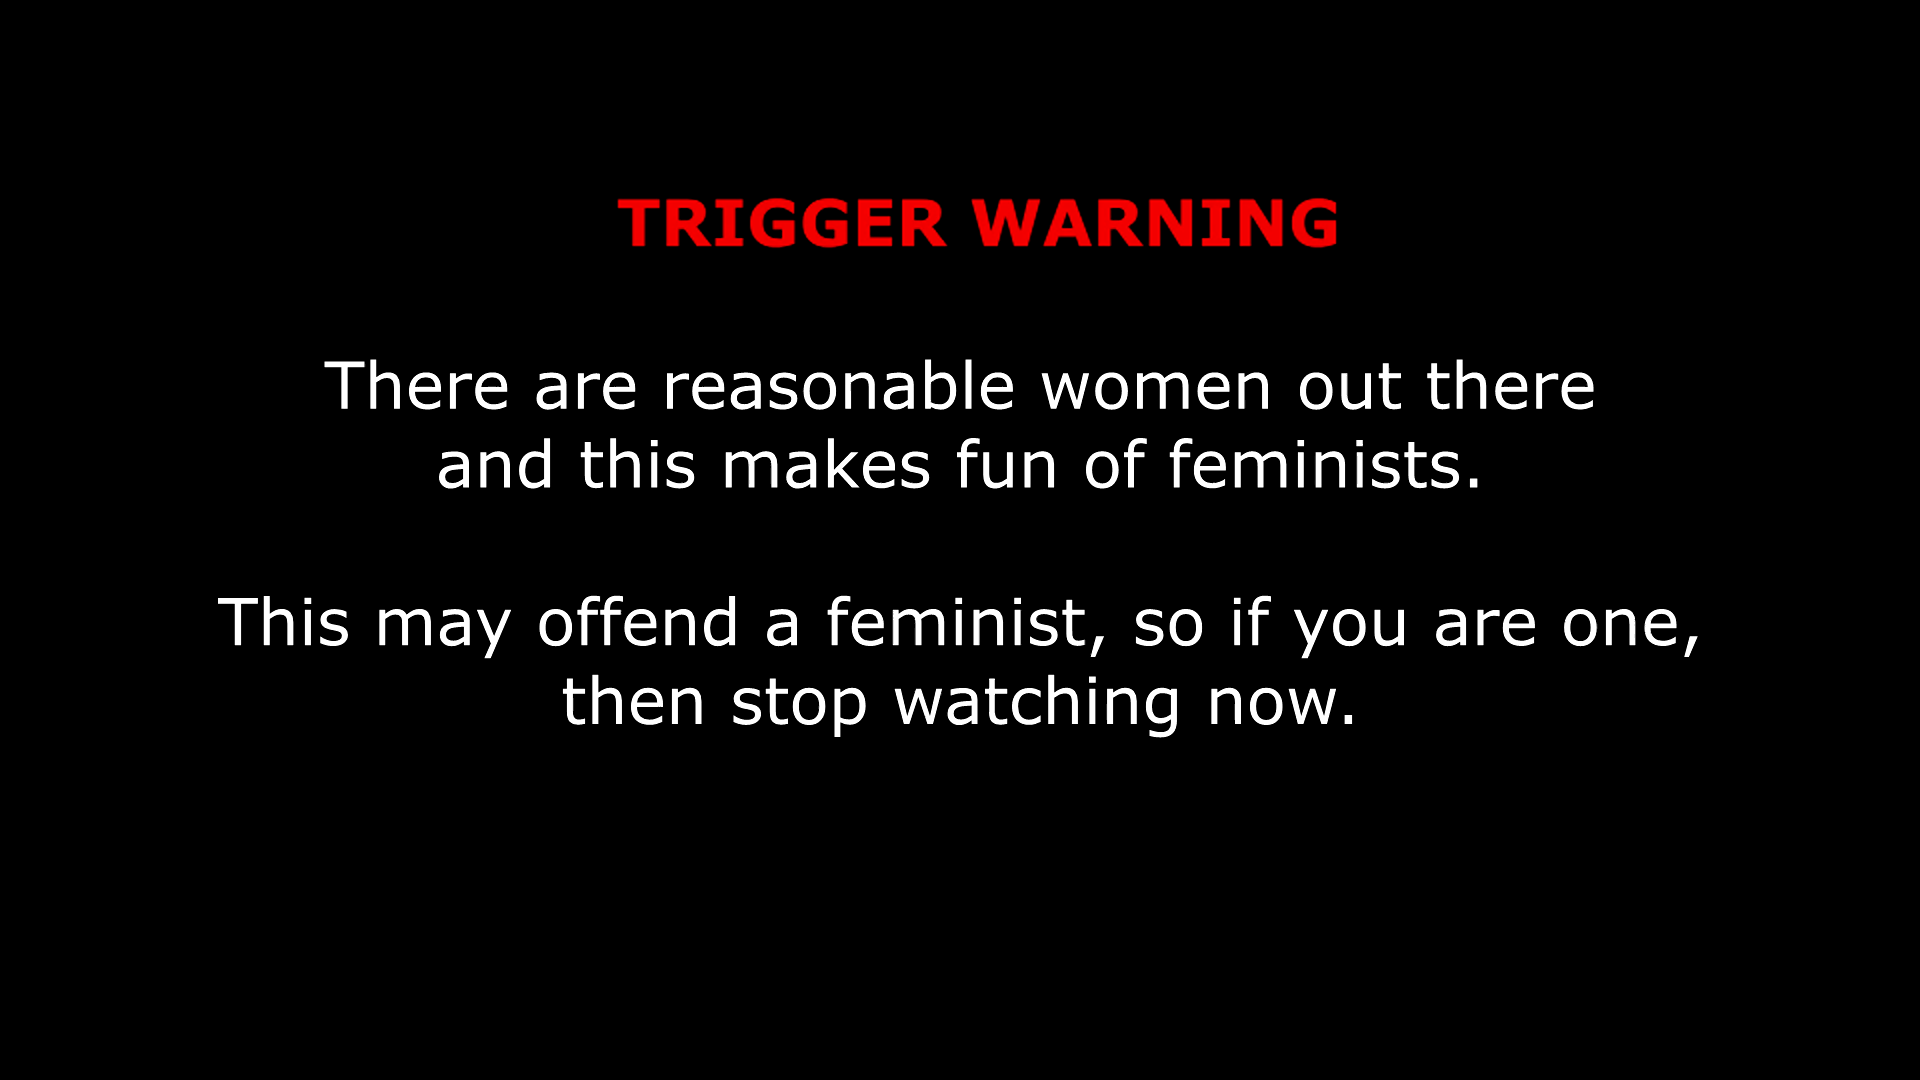 TRIGGER WARNING
There are reasonable women out there
and this makes fun of feminists.
This may offend a feminist, so if you are one,
then stop watching now.